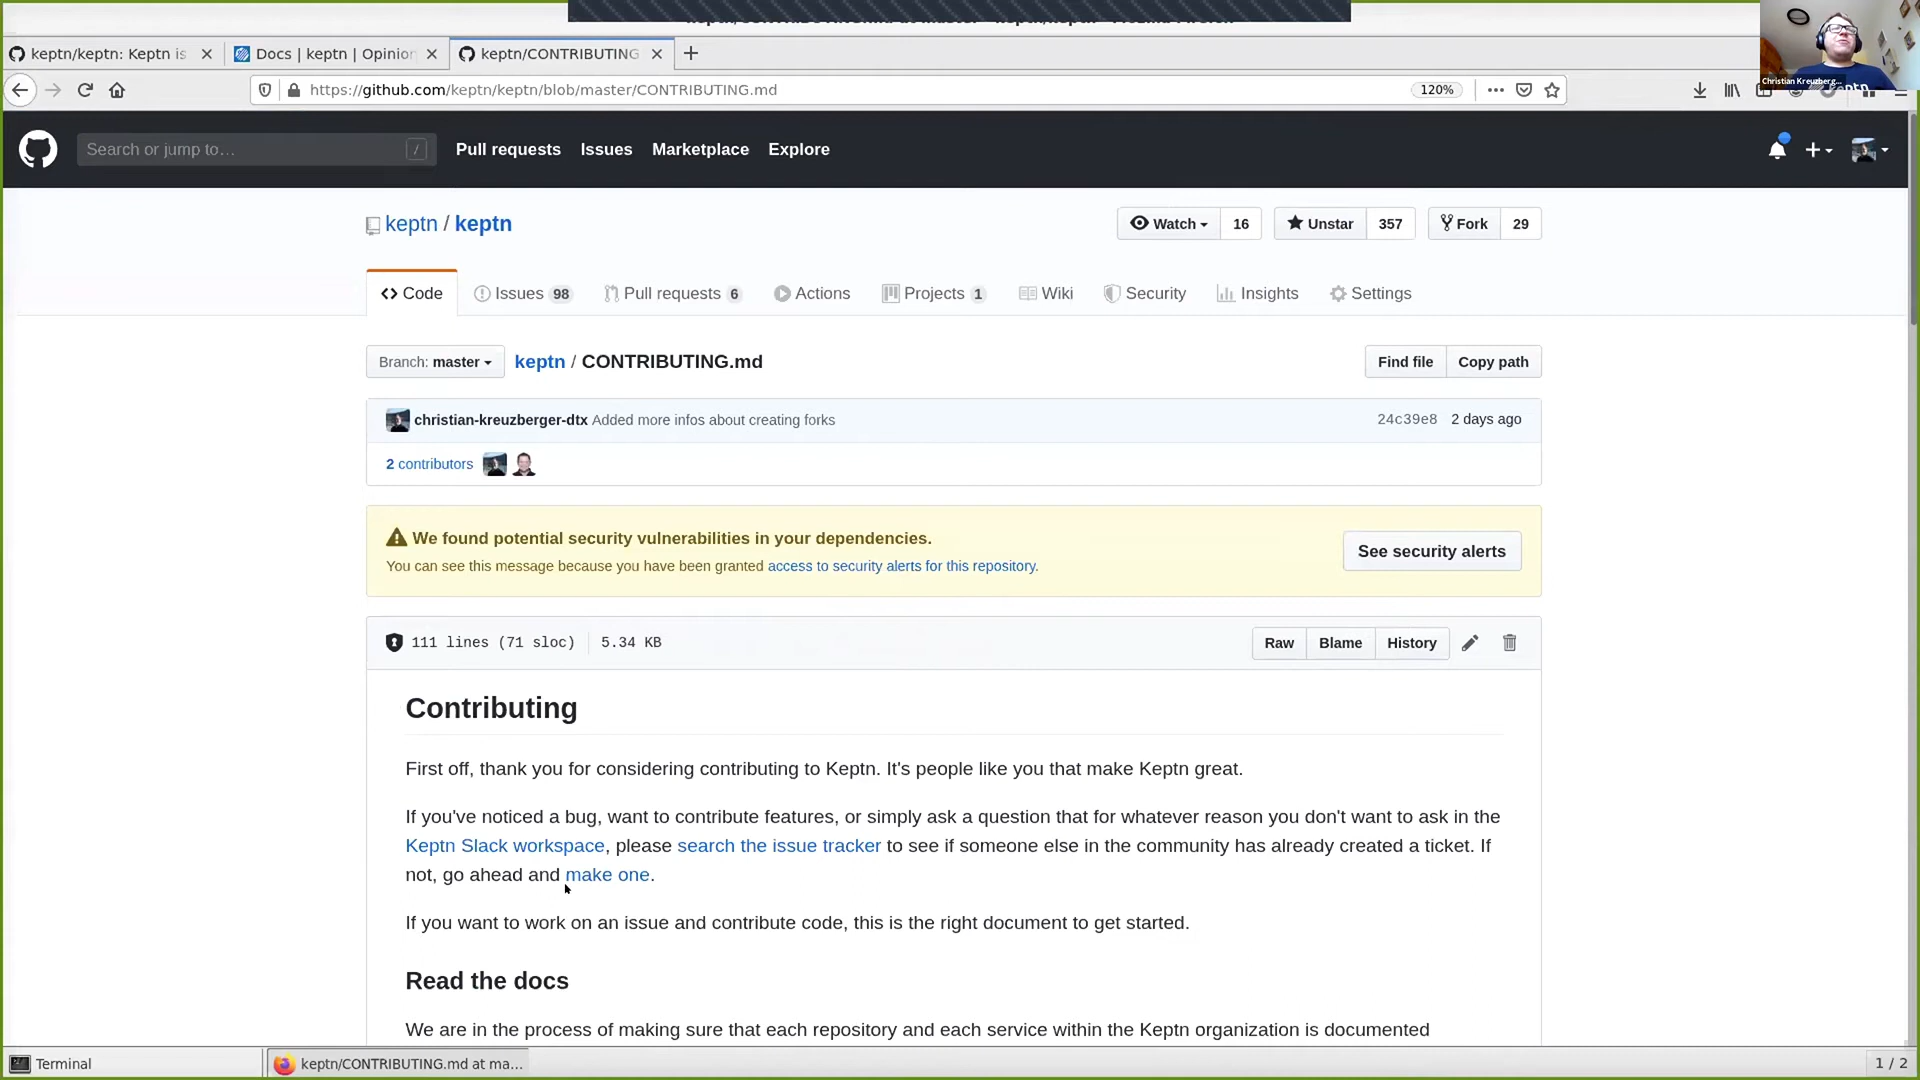 keptn/keptn: Keptn is
Docs | keptn | Opinion
keptn/CONTRIBUTING
https://github.com/keptn/keptn/blob/master/CONTRIBUTING.md
120%
Christian Kreuzberg...
keptn
Search or jump to…
/
Pull requests
Issues
Marketplace
Explore
keptn / keptn
Watch
16
Unstar
357
Fork
29
Code
Issues 98
Pull requests 6
Actions
Projects 1
Wiki
Security
Insights
Settings
Branch: master
keptn / CONTRIBUTING.md
Find file
Copy path
christian-kreuzberger-dtx Added more infos about creating forks
24c39e8 2 days ago
2 contributors
We found potential security vulnerabilities in your dependencies.
You can see this message because you have been granted access to security alerts for this repository.
See security alerts
111 lines (71 sloc)
5.34 KB
Raw
Blame
History
Contributing
First off, thank you for considering contributing to Keptn. It's people like you that make Keptn great.
If you've noticed a bug, want to contribute features, or simply ask a question that for whatever reason you don't want to ask in the
Keptn Slack workspace, please search the issue tracker to see if someone else in the community has already created a ticket. If
not, go ahead and make one.
If you want to work on an issue and contribute code, this is the right document to get started.
Read the docs
We are in the process of making sure that each repository and each service within the Keptn organization is documented
Terminal
keptn/CONTRIBUTING.md at ma...
1 / 2